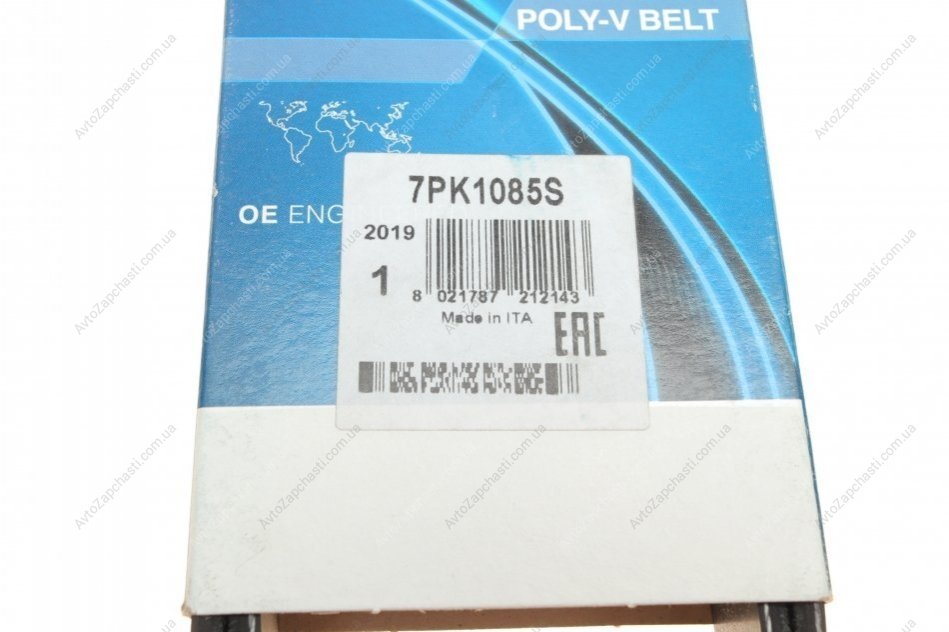 POLY-V BELT
7PK1085S
OE ENG
2019
1
8 021787 212143
Made in ITA
EAC
AvtoZapchasti.com.ua